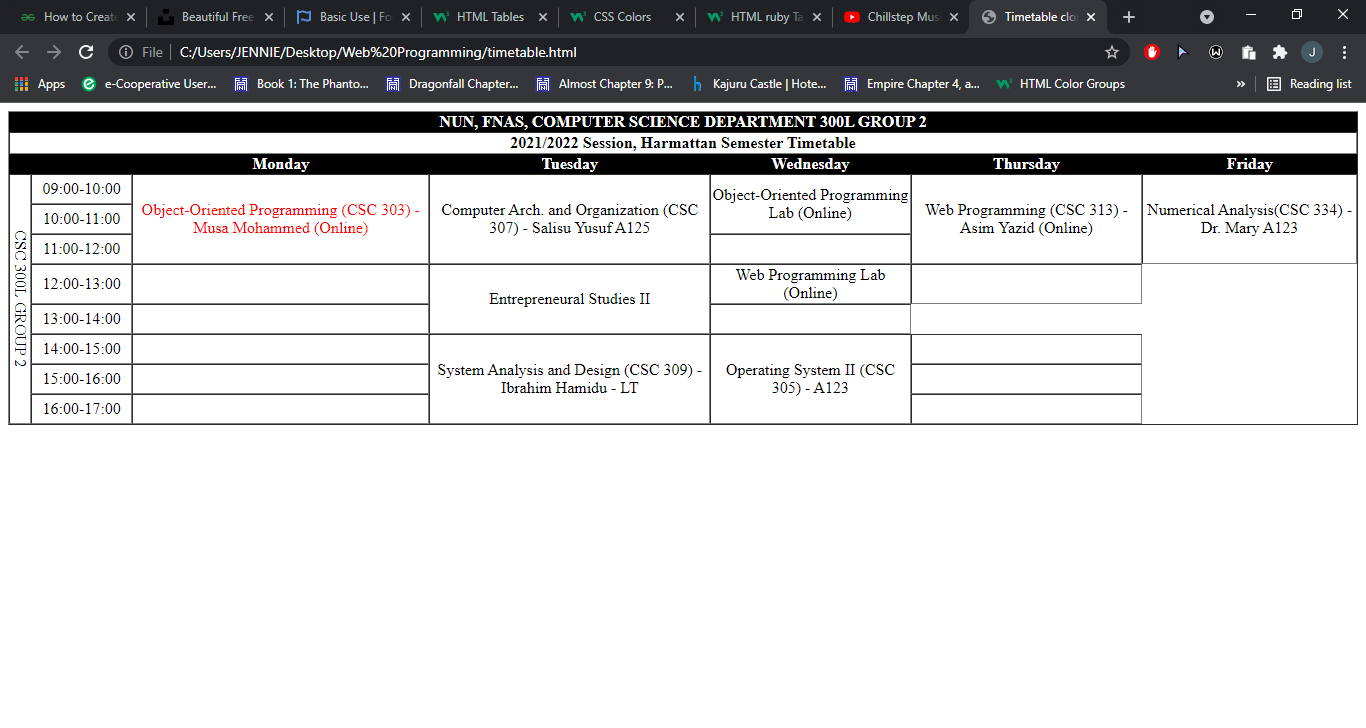 How to Create
Beautiful Free
Basic Use | Fo
HTML Tables
CSS Colors
HTML ruby Ta
Chillstep Mus
Timetable clo
File
C:/Users/JENNIE/Desktop/Web%20Programming/timetable.html
J
Apps
e-Cooperative User...
Book 1: The Phanto...
Dragonfall Chapter...
Almost Chapter 9: P...
Kajuru Castle | Hote...
Empire Chapter 4, a...
HTML Color Groups
»
Reading list
NUN, FNAS, COMPUTER SCIENCE DEPARTMENT 300L GROUP 2
2021/2022 Session, Harmattan Semester Timetable
Monday Tuesday Wednesday Thursday Friday
CSC 300L GROUP 2
09:00-10:00
10:00-11:00
11:00-12:00
Object-Oriented Programming (CSC 303) -
Musa Mohammed (Online)
Computer Arch. and Organization (CSC
307) - Salisu Yusuf A125
Object-Oriented Programming
Lab (Online)
Web Programming (CSC 313) -
Asim Yazid (Online)
Numerical Analysis(CSC 334) -
Dr. Mary A123
12:00-13:00
Entrepreneural Studies II
Web Programming Lab
(Online)
13:00-14:00
14:00-15:00
15:00-16:00
16:00-17:00
System Analysis and Design (CSC 309) -
Ibrahim Hamidu - LT
Operating System II (CSC
305) - A123